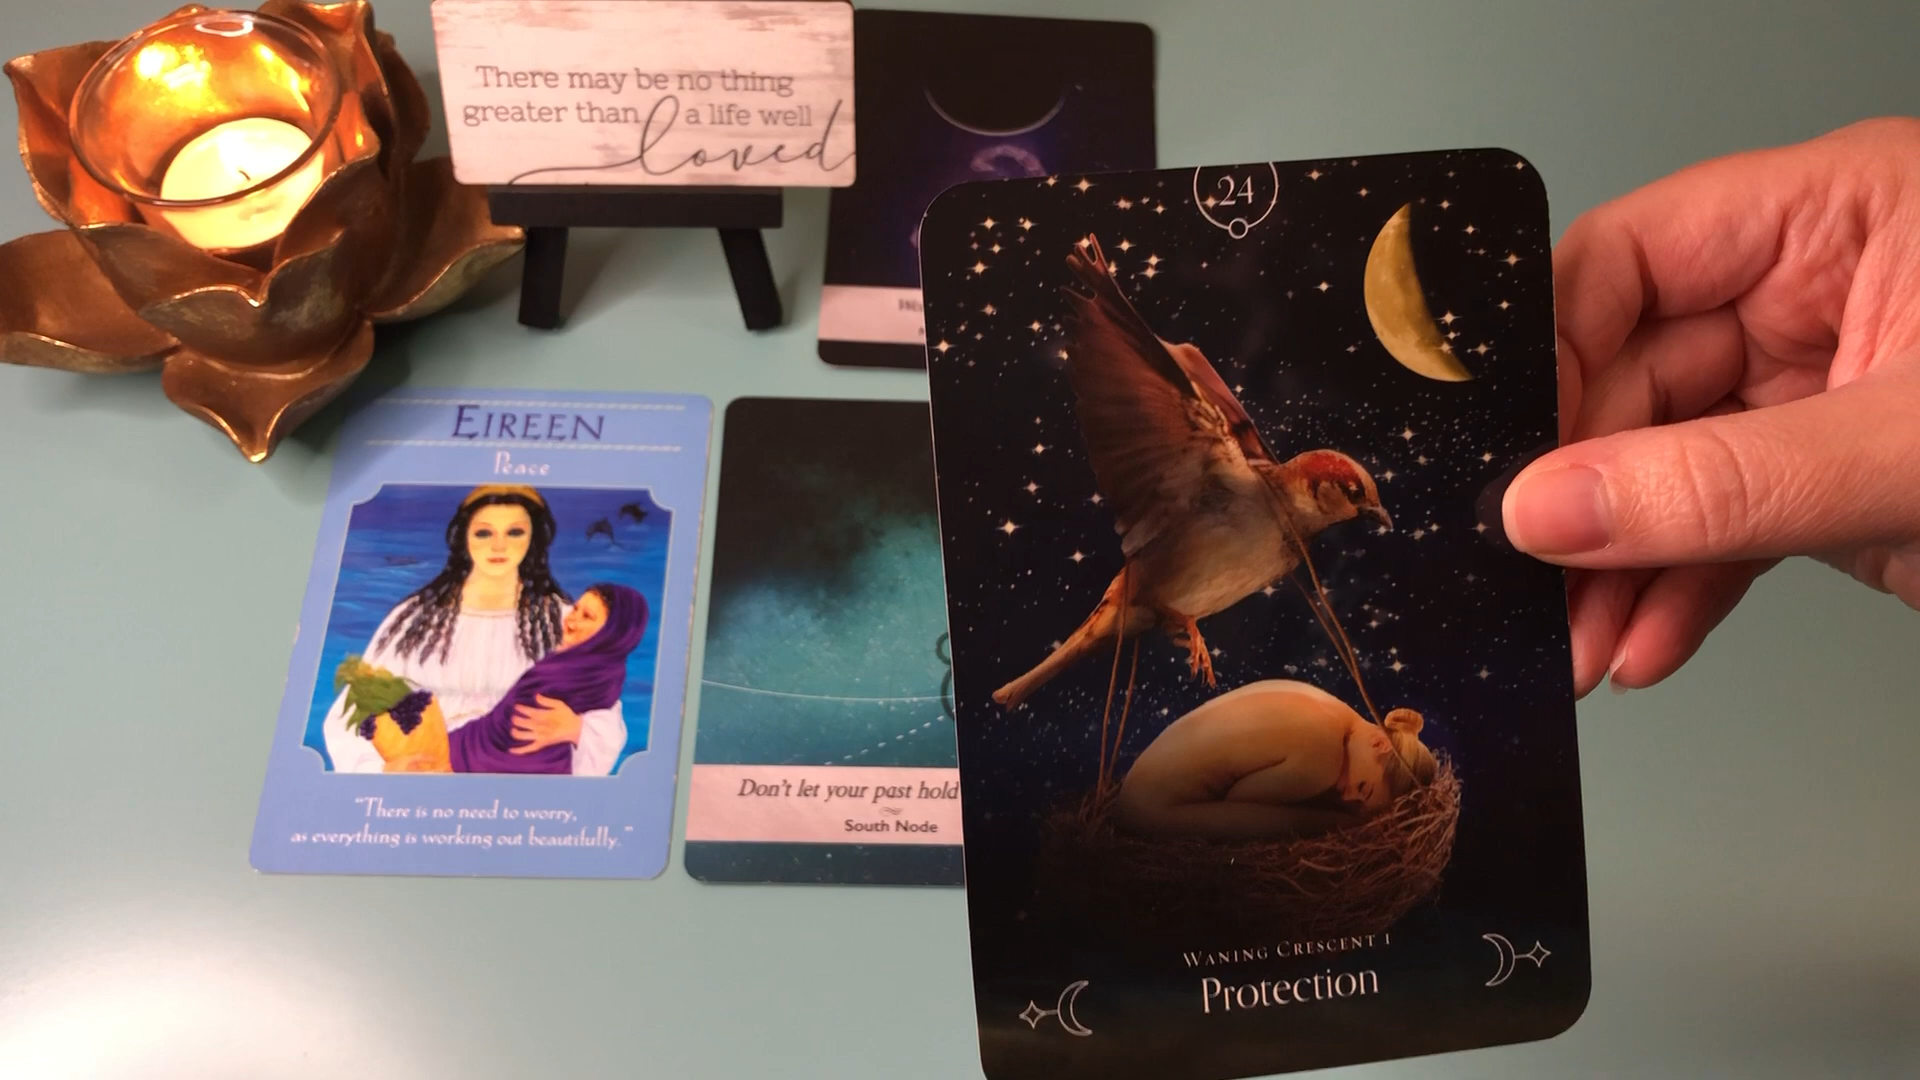 There may be no thing
greater than a life well
loved
24
EIREEN
Peace
"There is no need to worry,
as everything is working out beautifully."
Don't let your past hold
South Node
WANING CRESCENT I
Protection